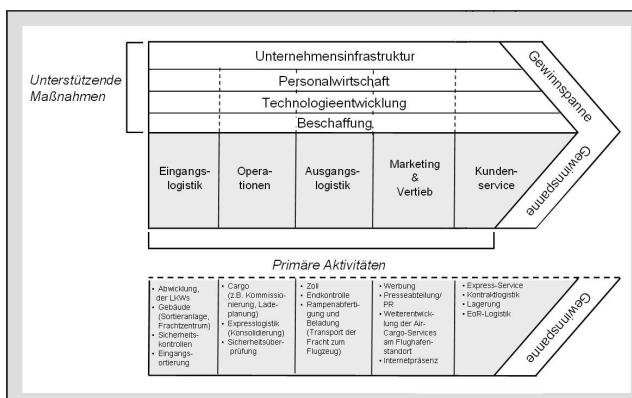 Unterstützende
Maßnahmen
Unternehmensinfrastruktur
Personalwirtschaft
Technologieentwicklung
Beschaffung
Gewinnspanne
Gewinnspanne
Eingangs-
logistik
Opera-
tionen
Ausgangs-
logistik
Marketing
&
Vertrieb
Kunden-
service
Primäre Aktivitäten
• Abwicklung,
der LKWs
• Gebäude
(Sortieranlage,
Frachtzentrum)
• Sicherheits-
kontrollen
• Eingangs-
ortierung
• Cargo
(z.B. Kommissio-
nierung, Lade-
planung)
• Expresslogistik
(Konsolidierung)
• Sicherheitsüber-
prüfung
• Zoll
• Endkontrolle
• Rampenabferti-
gung und
Beladung
(Transport der
Fracht zum
Flugzeug)
• Werbung
• Presseabteilung/
PR
• Weiterentwick-
lung der Air-
Cargo-Services
am Flughafen-
standort
• Internetpräsenz
• Express-Service
• Kontraktlogistik
• Lagerung
• EoR-Logistik
Gewinnspanne